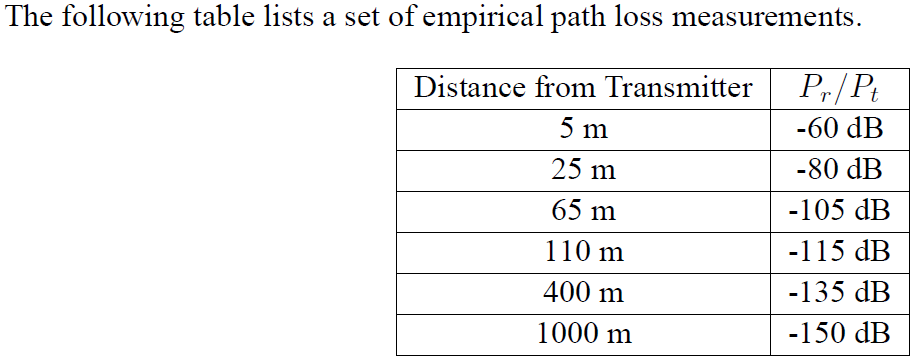 The following table lists a set of empirical path loss measurements.
Distance from Transmitter P_r/P_t
5 m -60 dB
25 m -80 dB
65 m -105 dB
110 m -115 dB
400 m -135 dB
1000 m -150 dB